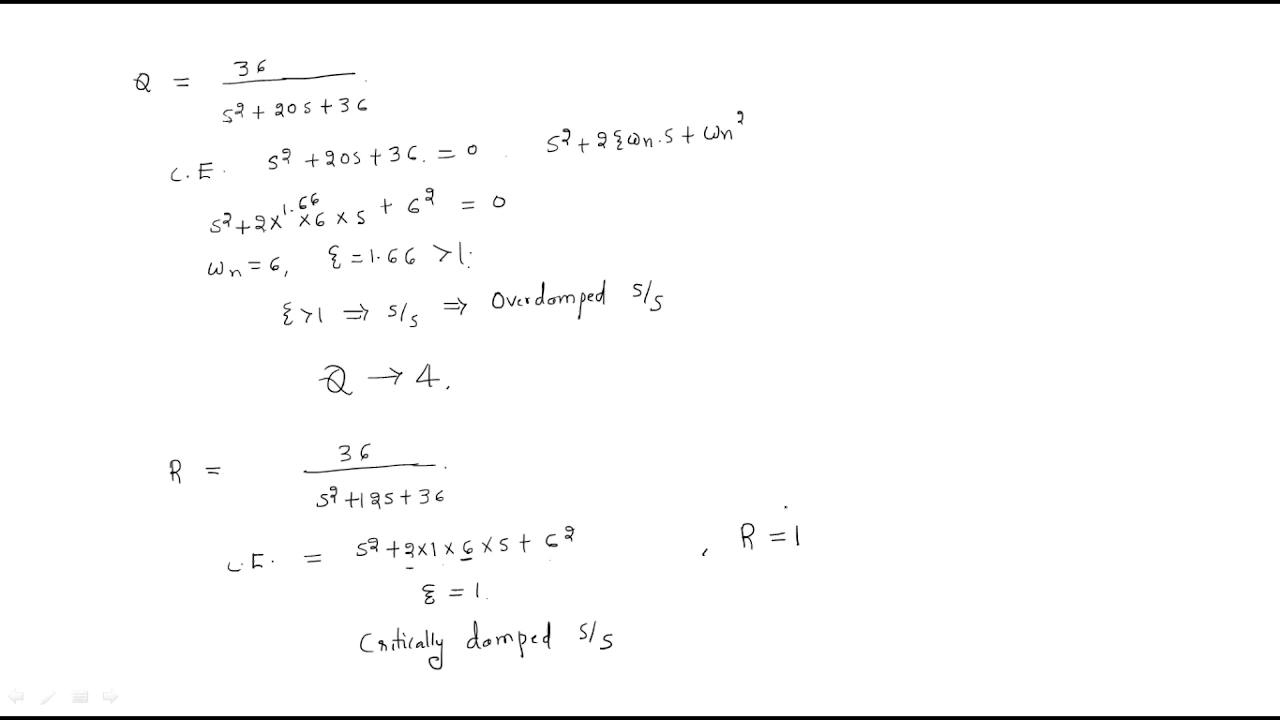 Q = 36 / s² + 20s + 36
C.E. s² + 20s + 36. = 0 s² + 2ξωn.s + ωn²
s² + 2 × 1.66 × 6 × s + 6² = 0
ωn = 6, ξ = 1.66 > 1.
ξ > 1 ⇒ s/s ⇒ Overdamped s/s
Q → 4.
R = 36 / s² + 12s + 36
C.E. = s² + 2 × 1 × 6 × s + 6² , R = 1
ξ = 1.
Critically damped s/s